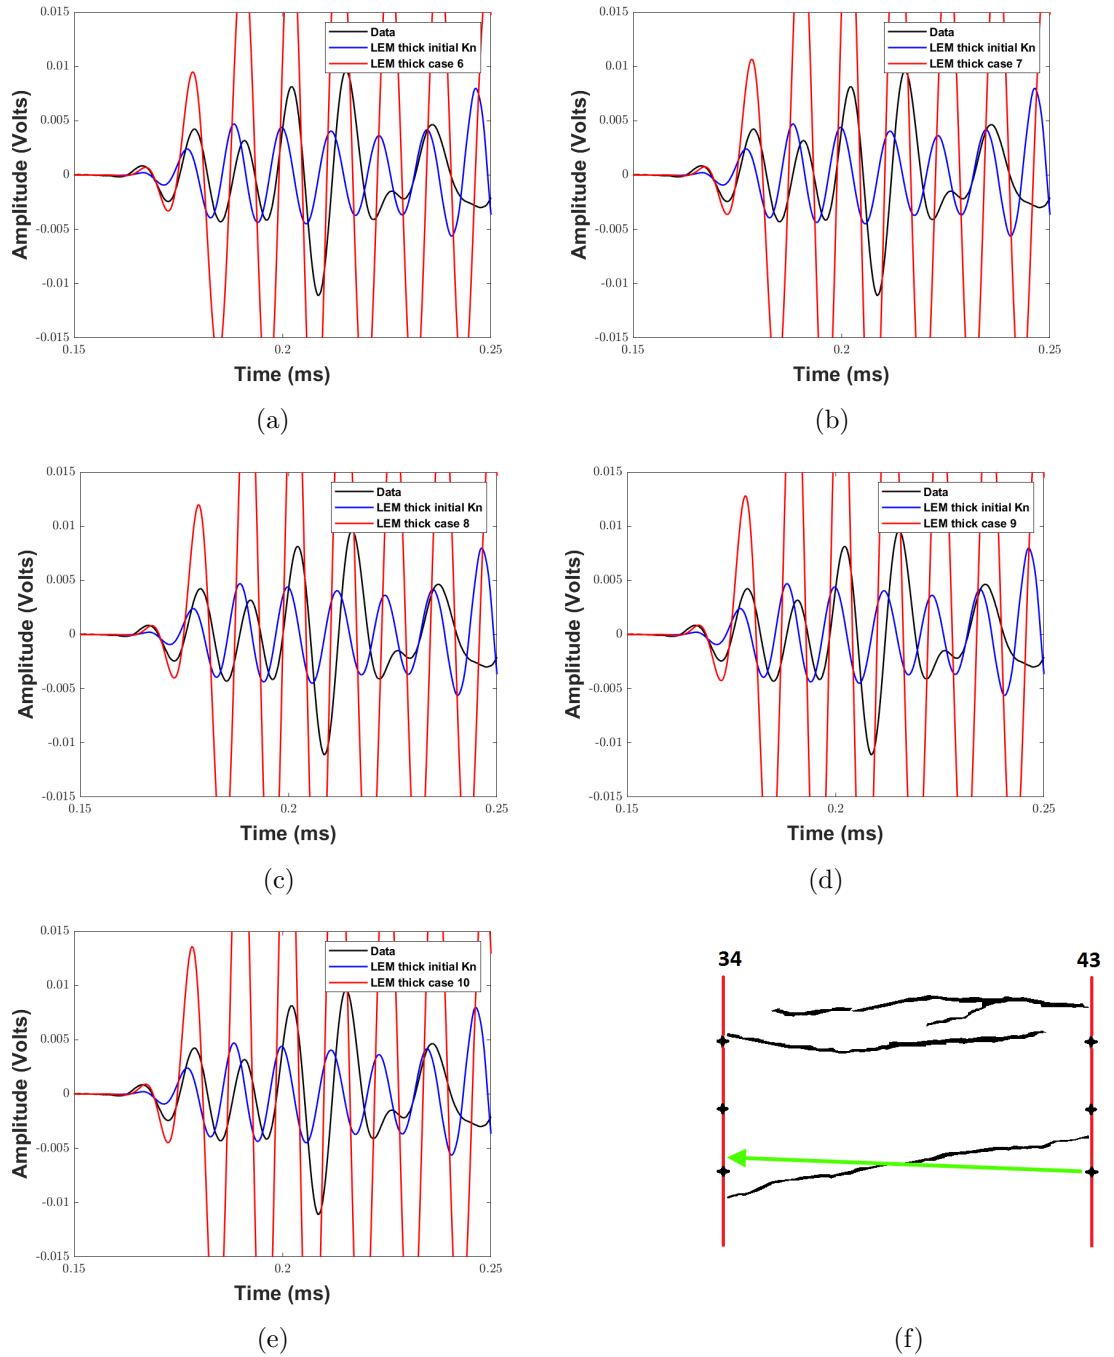 0.015
0.01
0.005
0
-0.005
-0.01
-0.015
Amplitude (Volts)
Data
LEM thick initial Kn
LEM thick case 6
0.15
0.2
0.25
Time (ms)
(a)
0.015
0.01
0.005
0
-0.005
-0.01
-0.015
Amplitude (Volts)
Data
LEM thick initial Kn
LEM thick case 7
0.15
0.2
0.25
Time (ms)
(b)
0.015
0.01
0.005
0
-0.005
-0.01
-0.015
Amplitude (Volts)
Data
LEM thick initial Kn
LEM thick case 8
0.15
0.2
0.25
Time (ms)
(c)
0.015
0.01
0.005
0
-0.005
-0.01
-0.015
Amplitude (Volts)
Data
LEM thick initial Kn
LEM thick case 9
0.15
0.2
0.25
Time (ms)
(d)
0.015
0.01
0.005
0
-0.005
-0.01
-0.015
Amplitude (Volts)
Data
LEM thick initial Kn
LEM thick case 10
0.15
0.2
0.25
Time (ms)
(e)
34
43
(f)